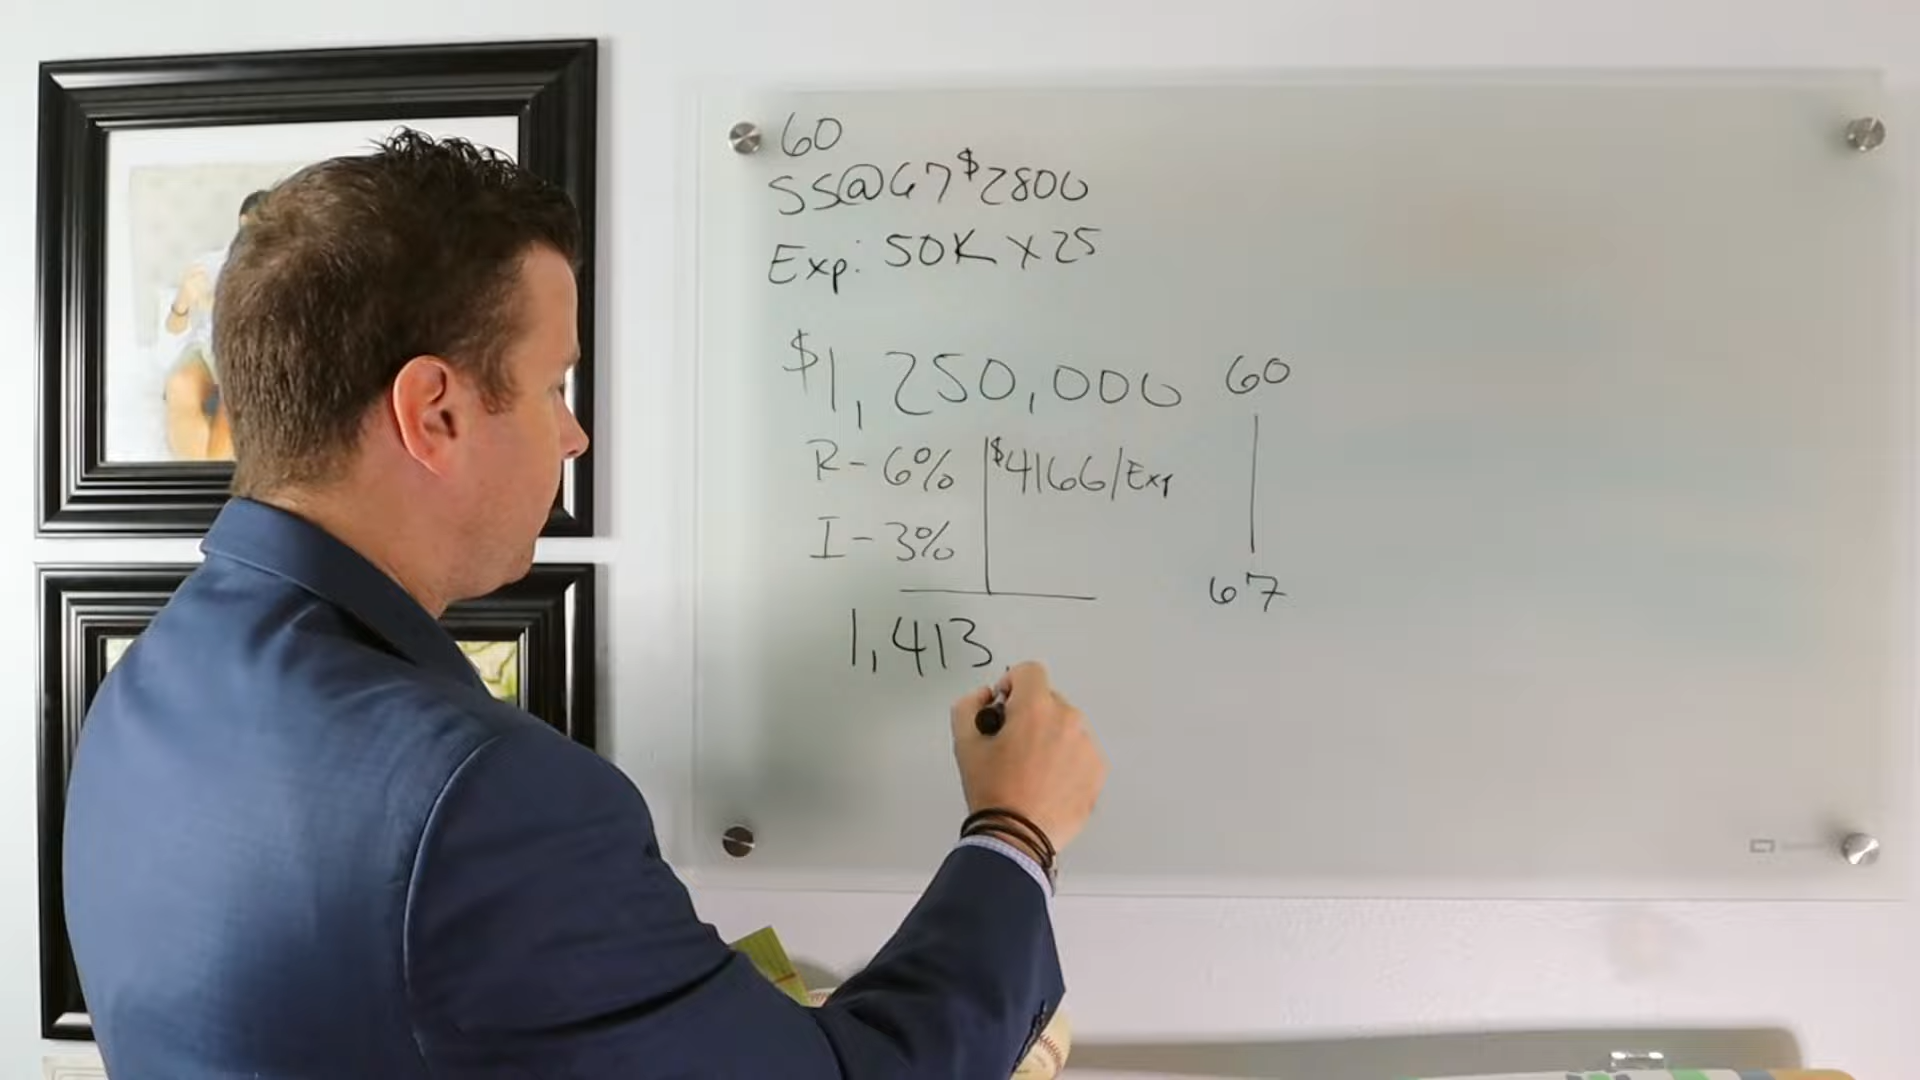 60
SS@67 $2800
Exp: 50K x 25
$1,250,000
60
R- 6%
$4166/Exp
I- 3%
67
1,413,